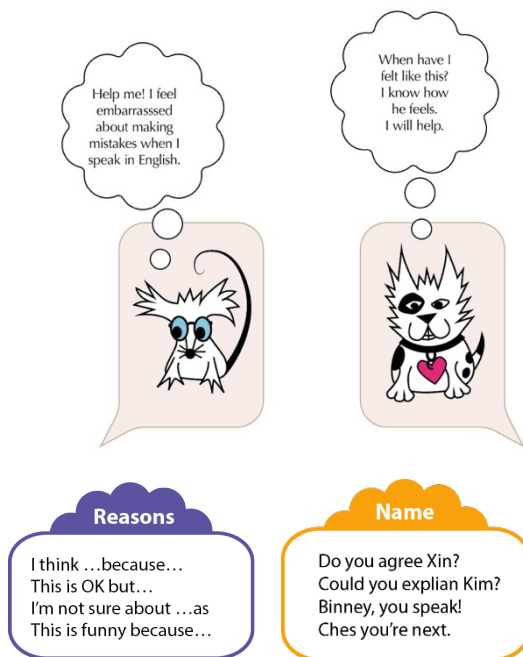 Help me! I feel
embarrasssed
about making
mistakes when I
speak in English.
When have I
felt like this?
I know how
he feels.
I will help.
Reasons
I think ...because...
This is OK but...
I'm not sure about ...as
This is funny because...
Name
Do you agree Xin?
Could you explian Kim?
Binney, you speak!
Ches you're next.